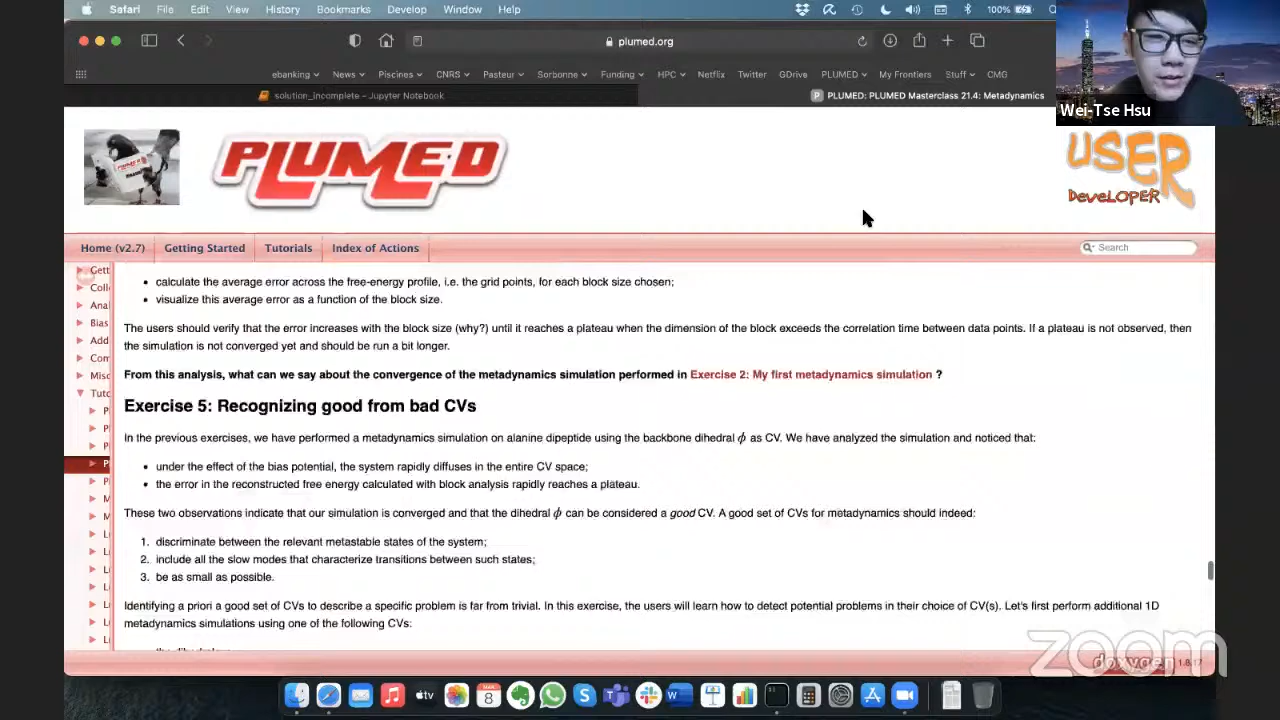 Safari File Edit View History Bookmarks Develop Window Help 100%
plumed.org
ebanking News Piscines CNRS Pasteur Sorbonne Funding HPC Netflix Twitter GDrive PLUMED My Frontiers Stuff CMG
solution_incomplete – Jupyter Notebook
P PLUMED: PLUMED Masterclass 21.4: Metadynamics
Wei-Tse Hsu
PLUMED
USER
DEVELOPER
Home (v2.7) Getting Started Tutorials Index of Actions
Search
Gett
Coll
Anal
Bias
Add
Com
Misc
Tuto
P
P
P
P
P
M
M
L
L
L
L
L
L
L
calculate the average error across the free-energy profile, i.e. the grid points, for each block size chosen;
visualize this average error as a function of the block size.
The users should verify that the error increases with the block size (why?) until it reaches a plateau when the dimension of the block exceeds the correlation time between data points. If a plateau is not observed, then
the simulation is not converged yet and should be run a bit longer.
From this analysis, what can we say about the convergence of the metadynamics simulation performed in Exercise 2: My first metadynamics simulation ?
Exercise 5: Recognizing good from bad CVs
In the previous exercises, we have performed a metadynamics simulation on alanine dipeptide using the backbone dihedral ϕ as CV. We have analyzed the simulation and noticed that:
under the effect of the bias potential, the system rapidly diffuses in the entire CV space;
the error in the reconstructed free energy calculated with block analysis rapidly reaches a plateau.
These two observations indicate that our simulation is converged and that the dihedral ϕ can be considered a good CV. A good set of CVs for metadynamics should indeed:
1. discriminate between the relevant metastable states of the system;
2. include all the slow modes that characterize transitions between such states;
3. be as small as possible.
Identifying a priori a good set of CVs to describe a specific problem is far from trivial. In this exercise, the users will learn how to detect potential problems in their choice of CV(s). Let's first perform additional 1D
metadynamics simulations using one of the following CVs:
zoom
doxygen 1.8.17
tv
MAR
8